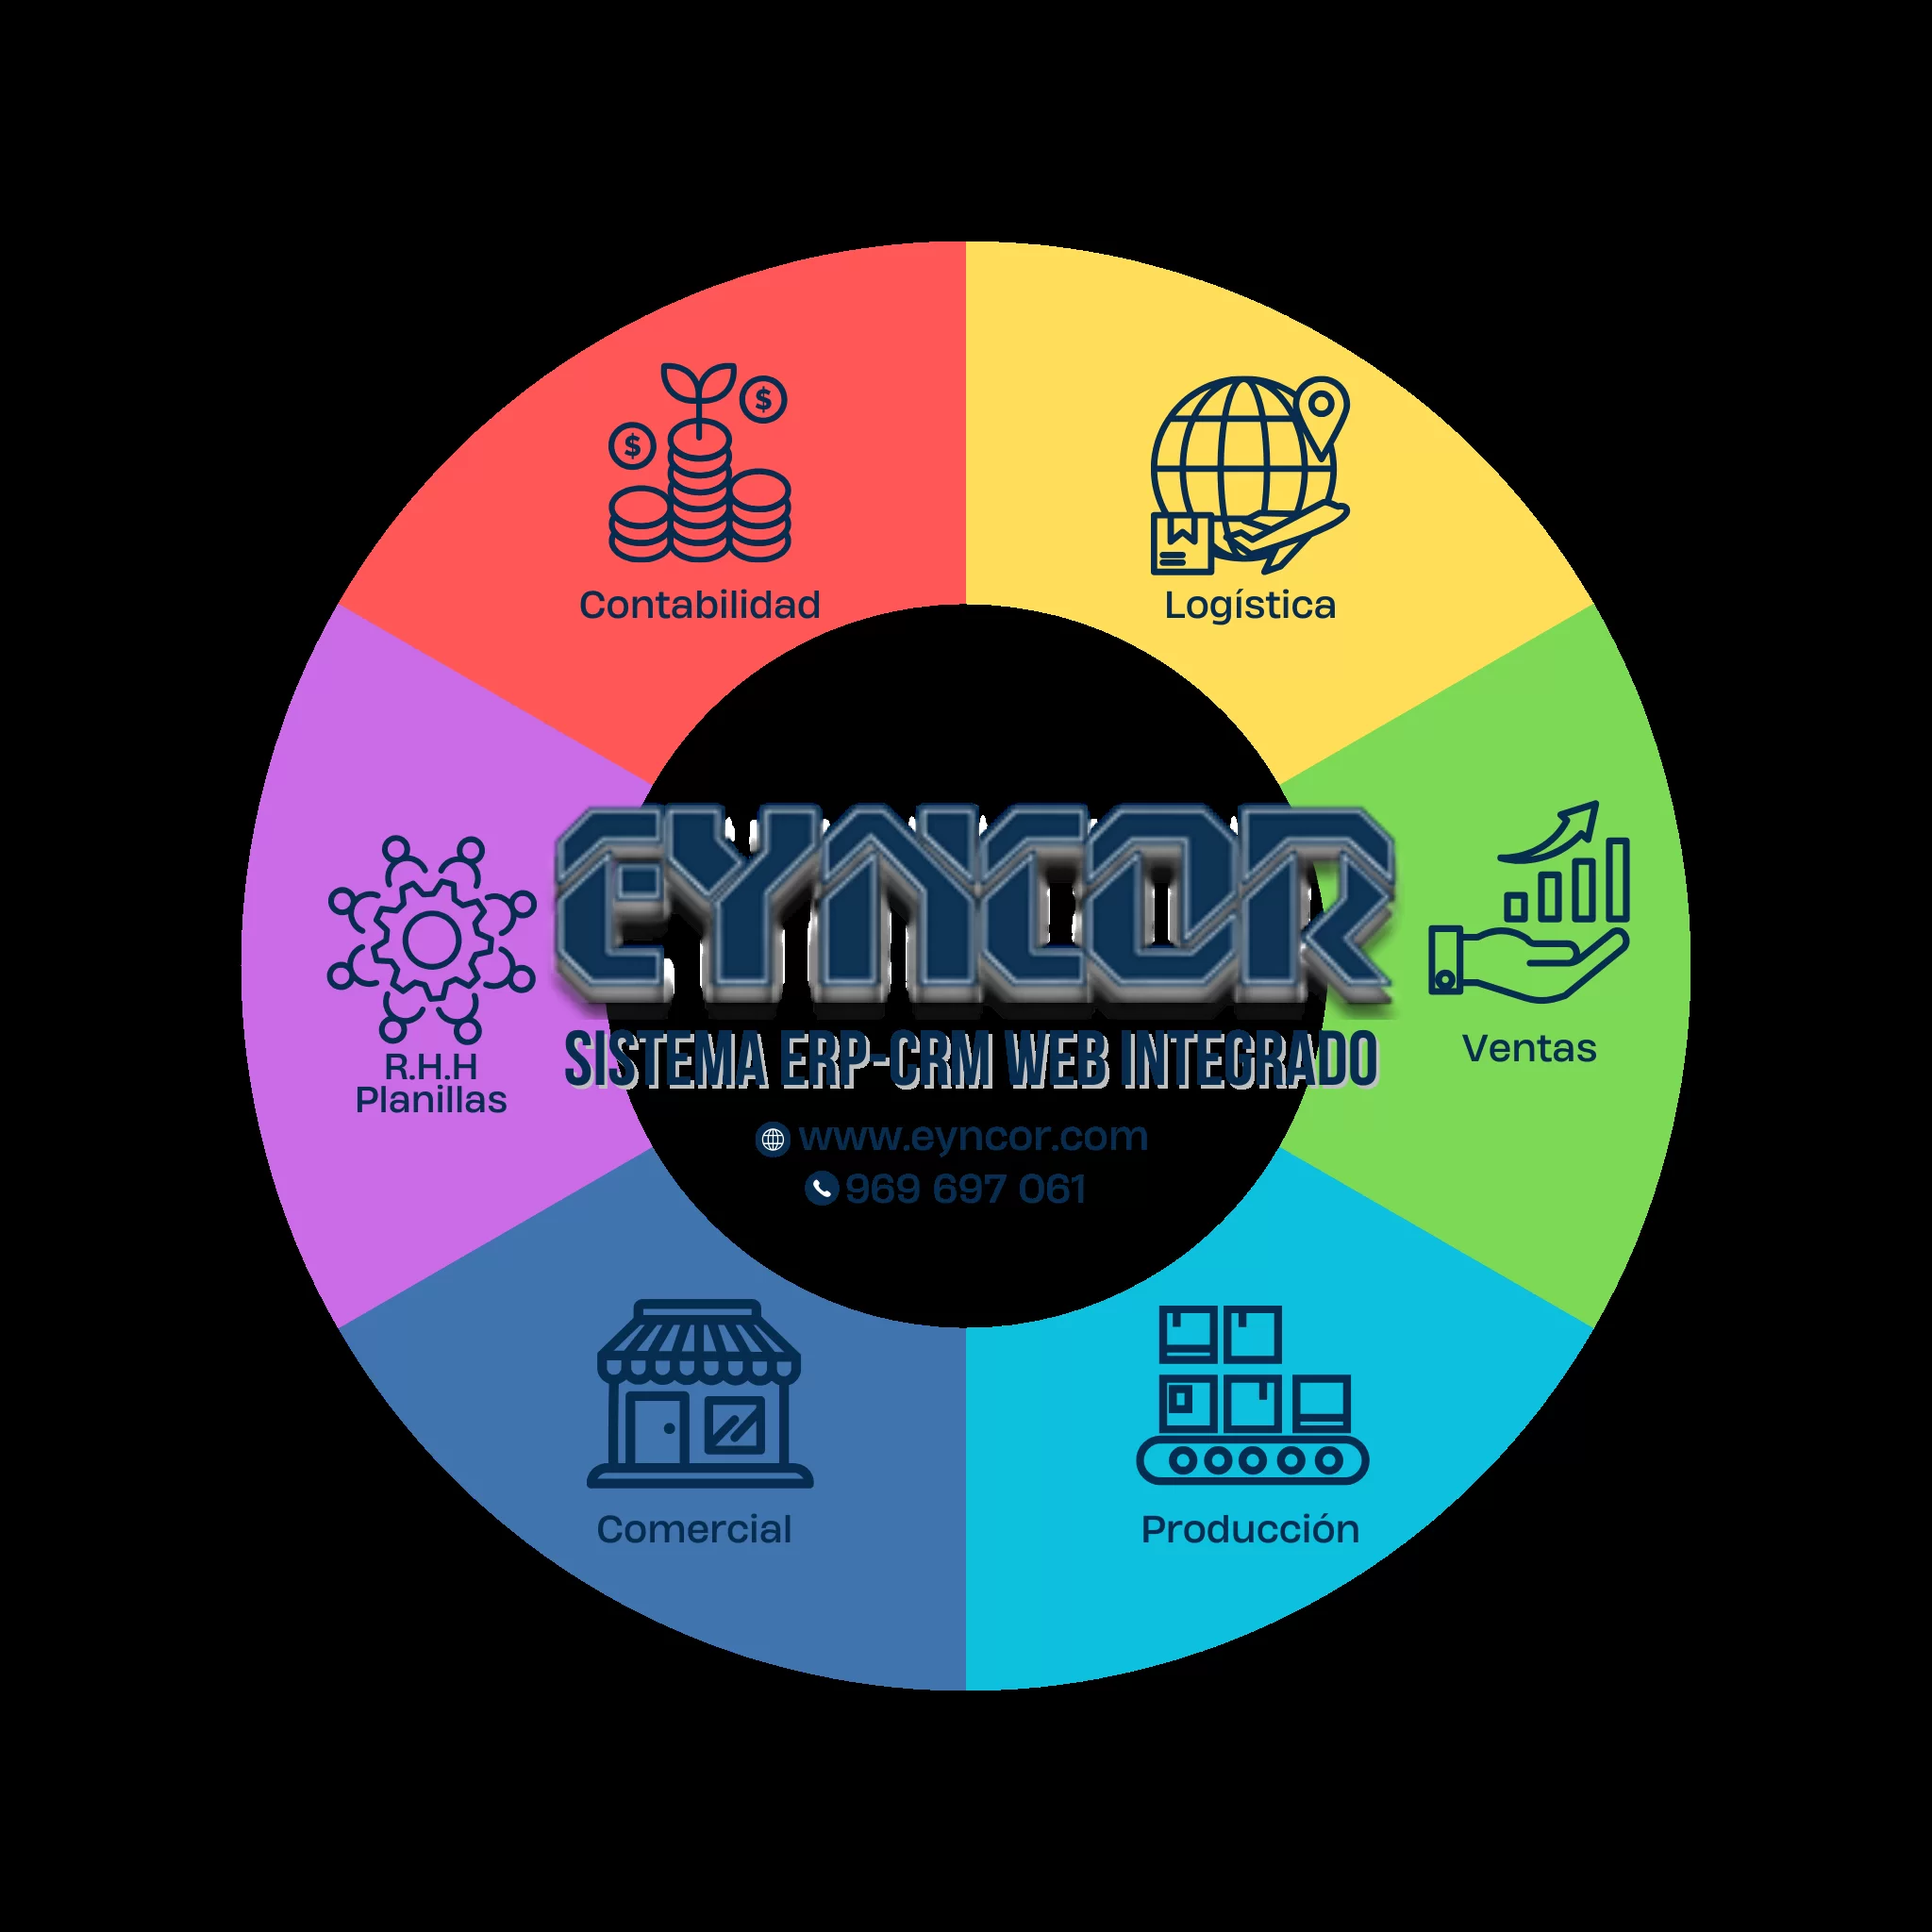 Contabilidad
Logística
EYNCOR
SISTEMA ERP-CRM WEB INTEGRADO
www.eyncor.com
969 697 061
R.H.H
Planillas
Ventas
Comercial
Producción